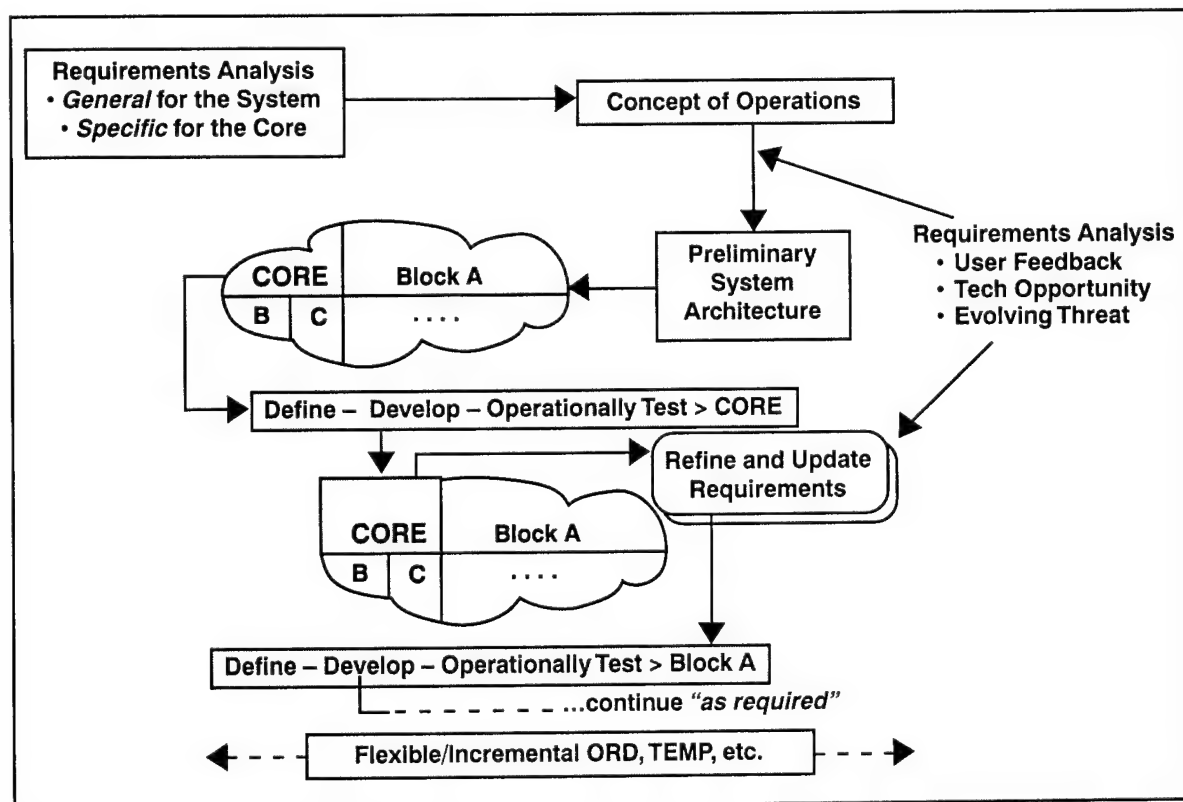 Requirements Analysis
• General for the System
• Specific for the Core
Concept of Operations
Preliminary
System
Architecture
Requirements Analysis
• User Feedback
• Tech Opportunity
• Evolving Threat
CORE
Block A
B
C
....
Define – Develop – Operationally Test > CORE
Refine and Update
Requirements
CORE
Block A
B
C
....
Define – Develop – Operationally Test > Block A
...continue “as required”
Flexible/Incremental ORD, TEMP, etc.